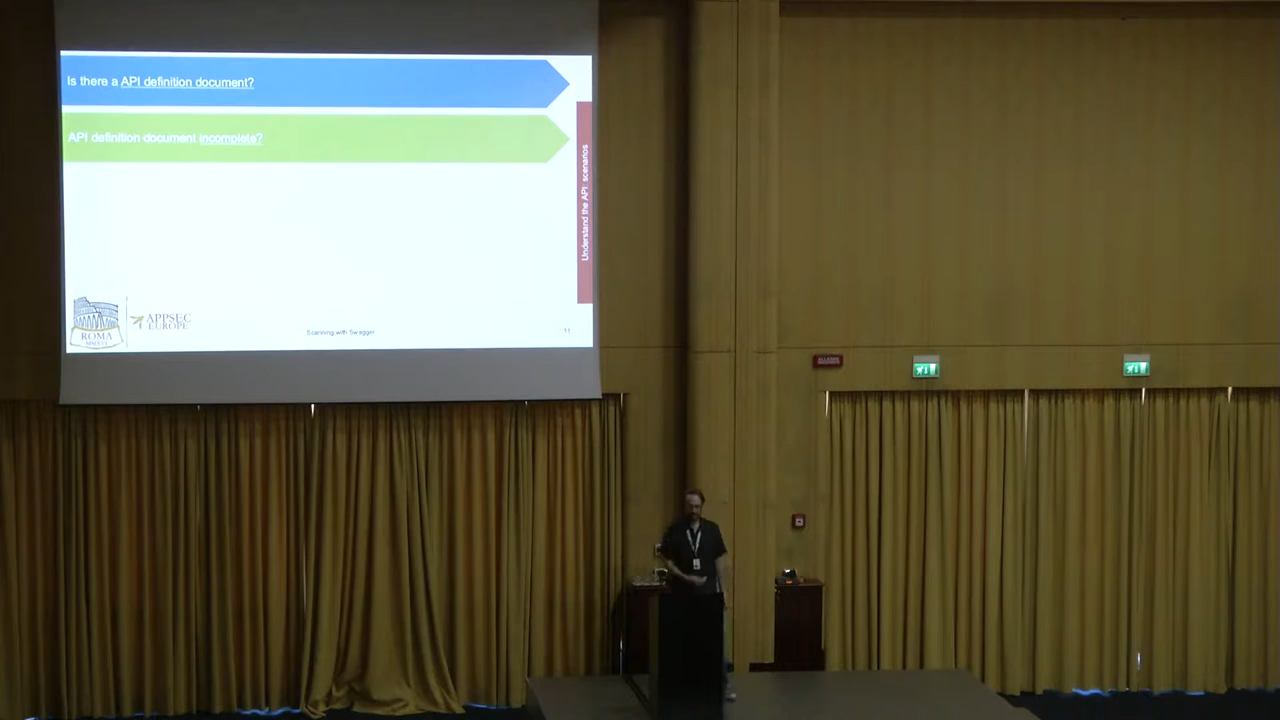 Is there a API definition document?
API definition document incomplete?
Understand the API: scenarios
ROMA
MMXVI
APPSEC
EUROPE
Scanning with Swagger
11